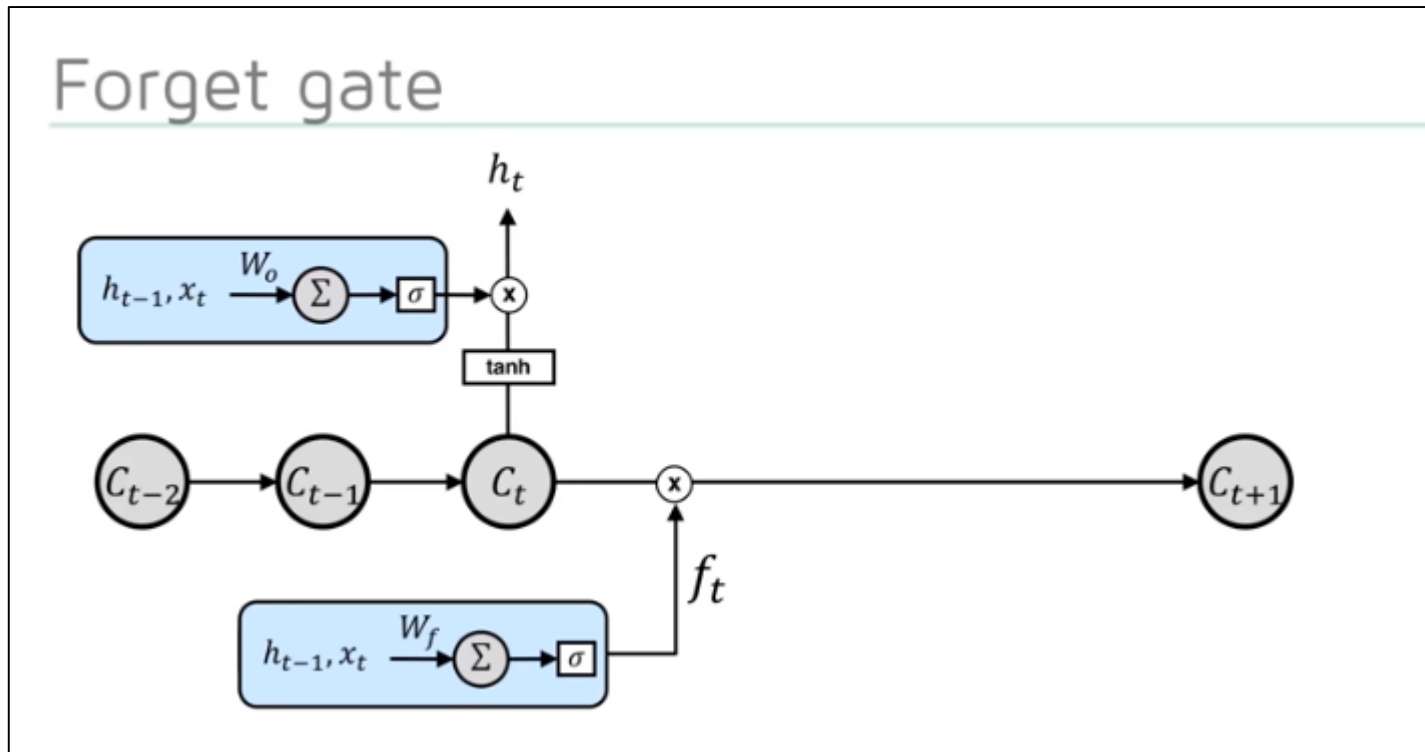 Forget gate
h_t
W_o
h_{t-1}, x_t Σ σ x
tanh
C_{t-2} C_{t-1} C_t x C_{t+1}
f_t
W_f
h_{t-1}, x_t Σ σ